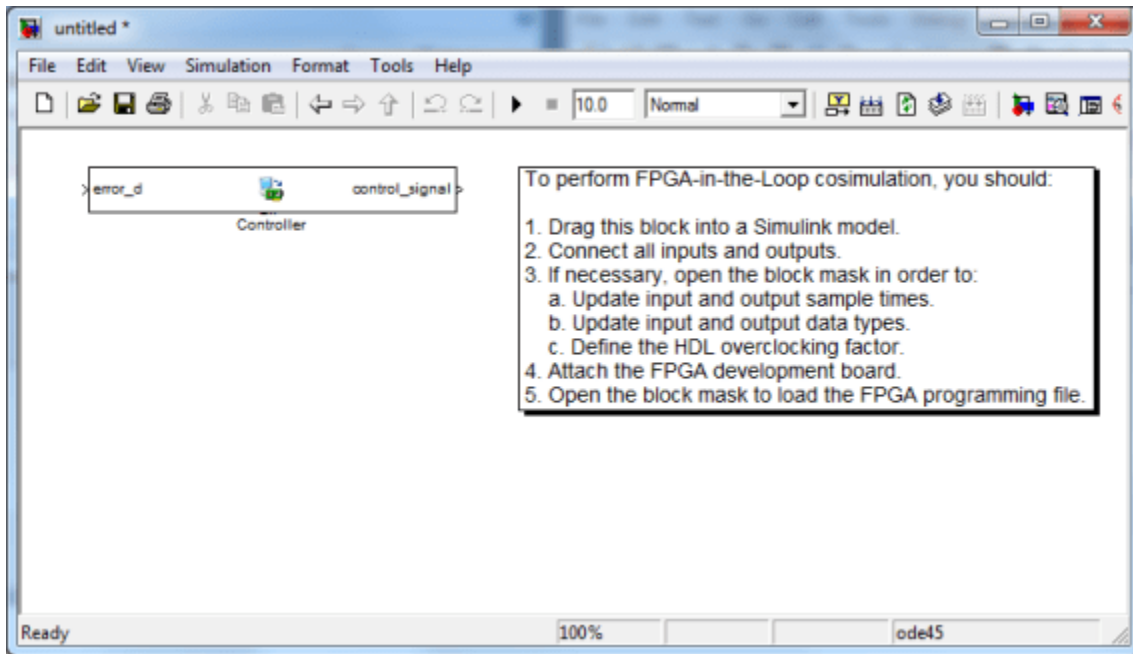 untitled *
File Edit View Simulation Format Tools Help
10.0 Normal
error_d control_signal
Controller
To perform FPGA-in-the-Loop cosimulation, you should:
1. Drag this block into a Simulink model.
2. Connect all inputs and outputs.
3. If necessary, open the block mask in order to:
a. Update input and output sample times.
b. Update input and output data types.
c. Define the HDL overclocking factor.
4. Attach the FPGA development board.
5. Open the block mask to load the FPGA programming file.
Ready 100% ode45